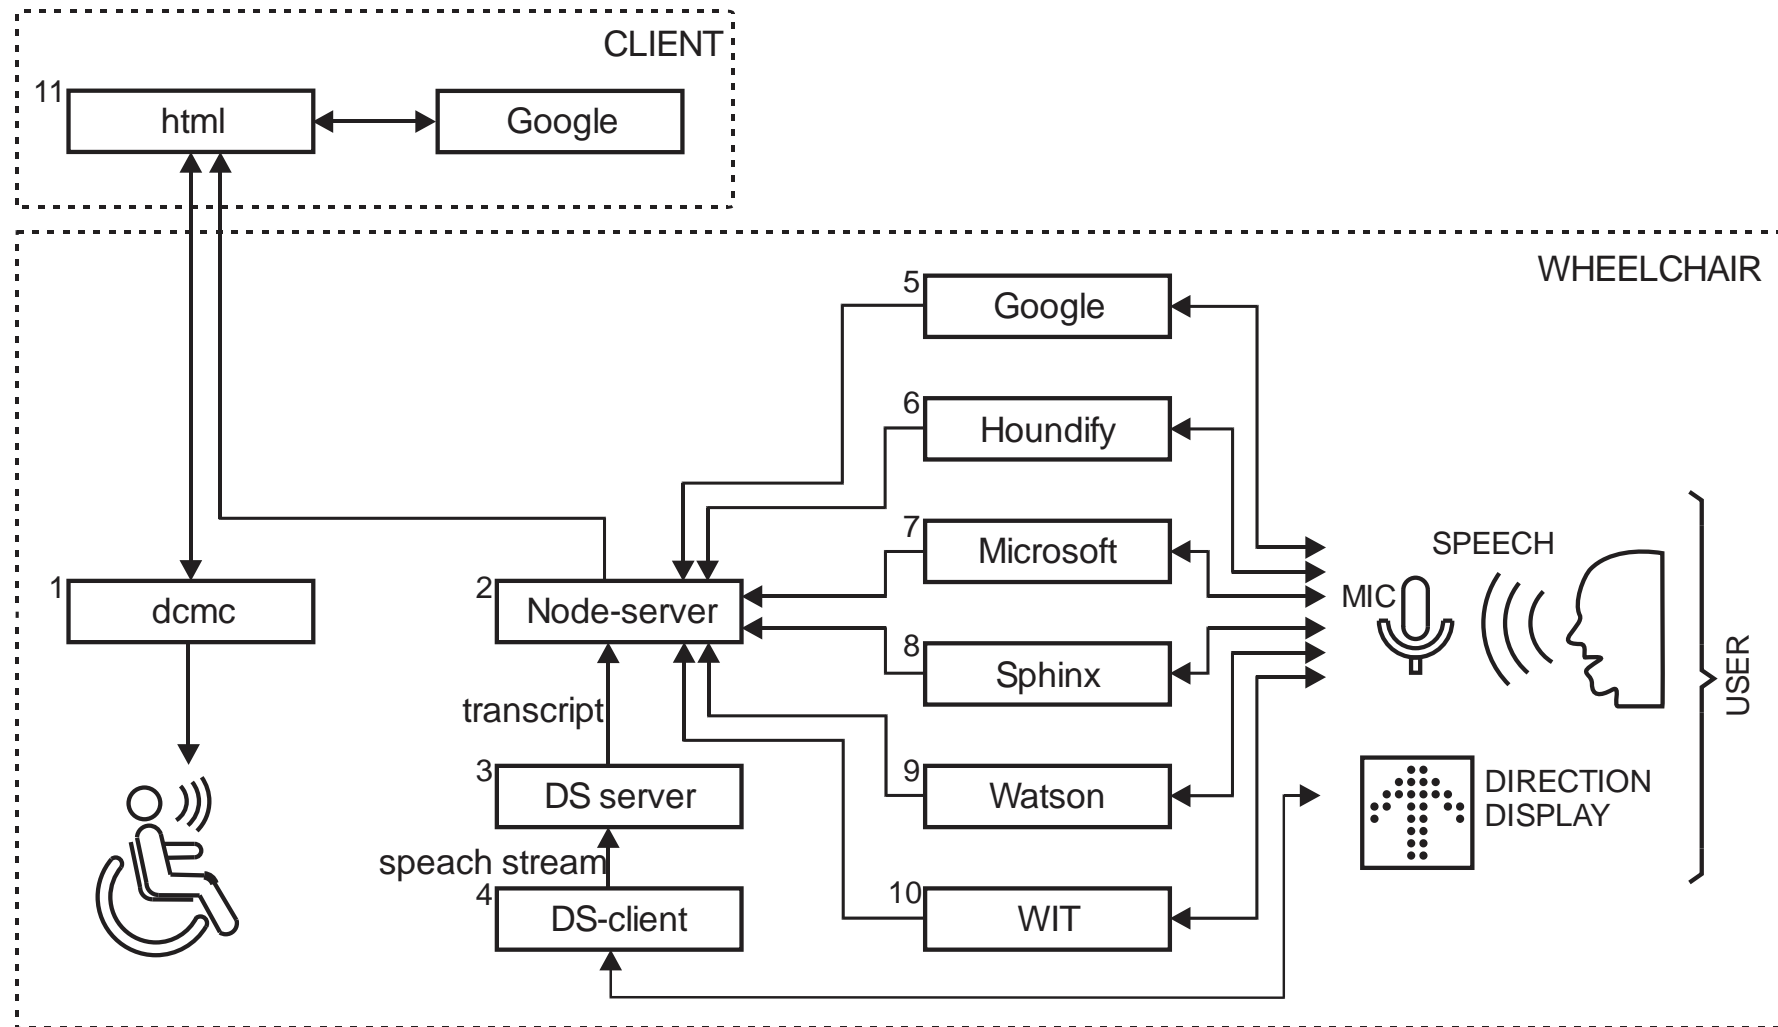 CLIENT
11
html
Google
WHEELCHAIR
5
Google
6
Houndify
7
Microsoft
SPEECH
MIC
1
dcmc
2
Node-server
8
Sphinx
USER
transcript
3
DS server
9
Watson
DIRECTION
DISPLAY
speach stream
4
DS-client
10
WIT